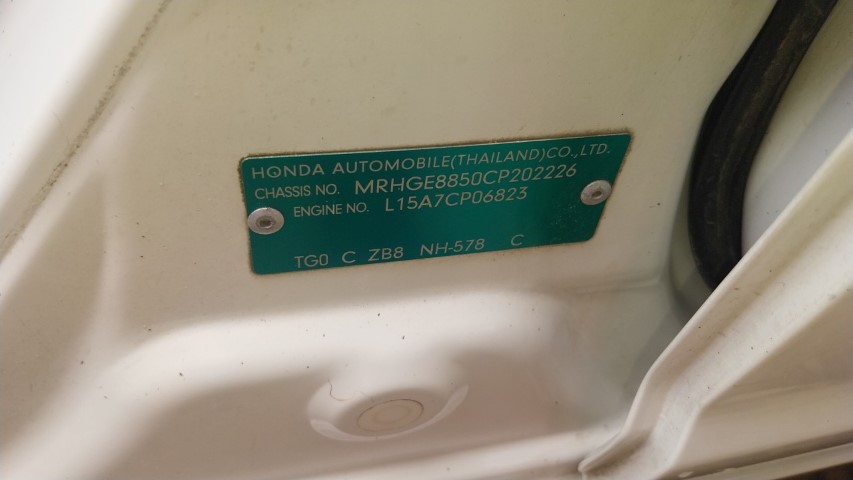 HONDA AUTOMOBILE(THAILAND)CO.,LTD.
CHASSIS NO. MRHGE8850CP202226
ENGINE NO. L15A7CP06823
TG0 C ZB8 NH-578 C